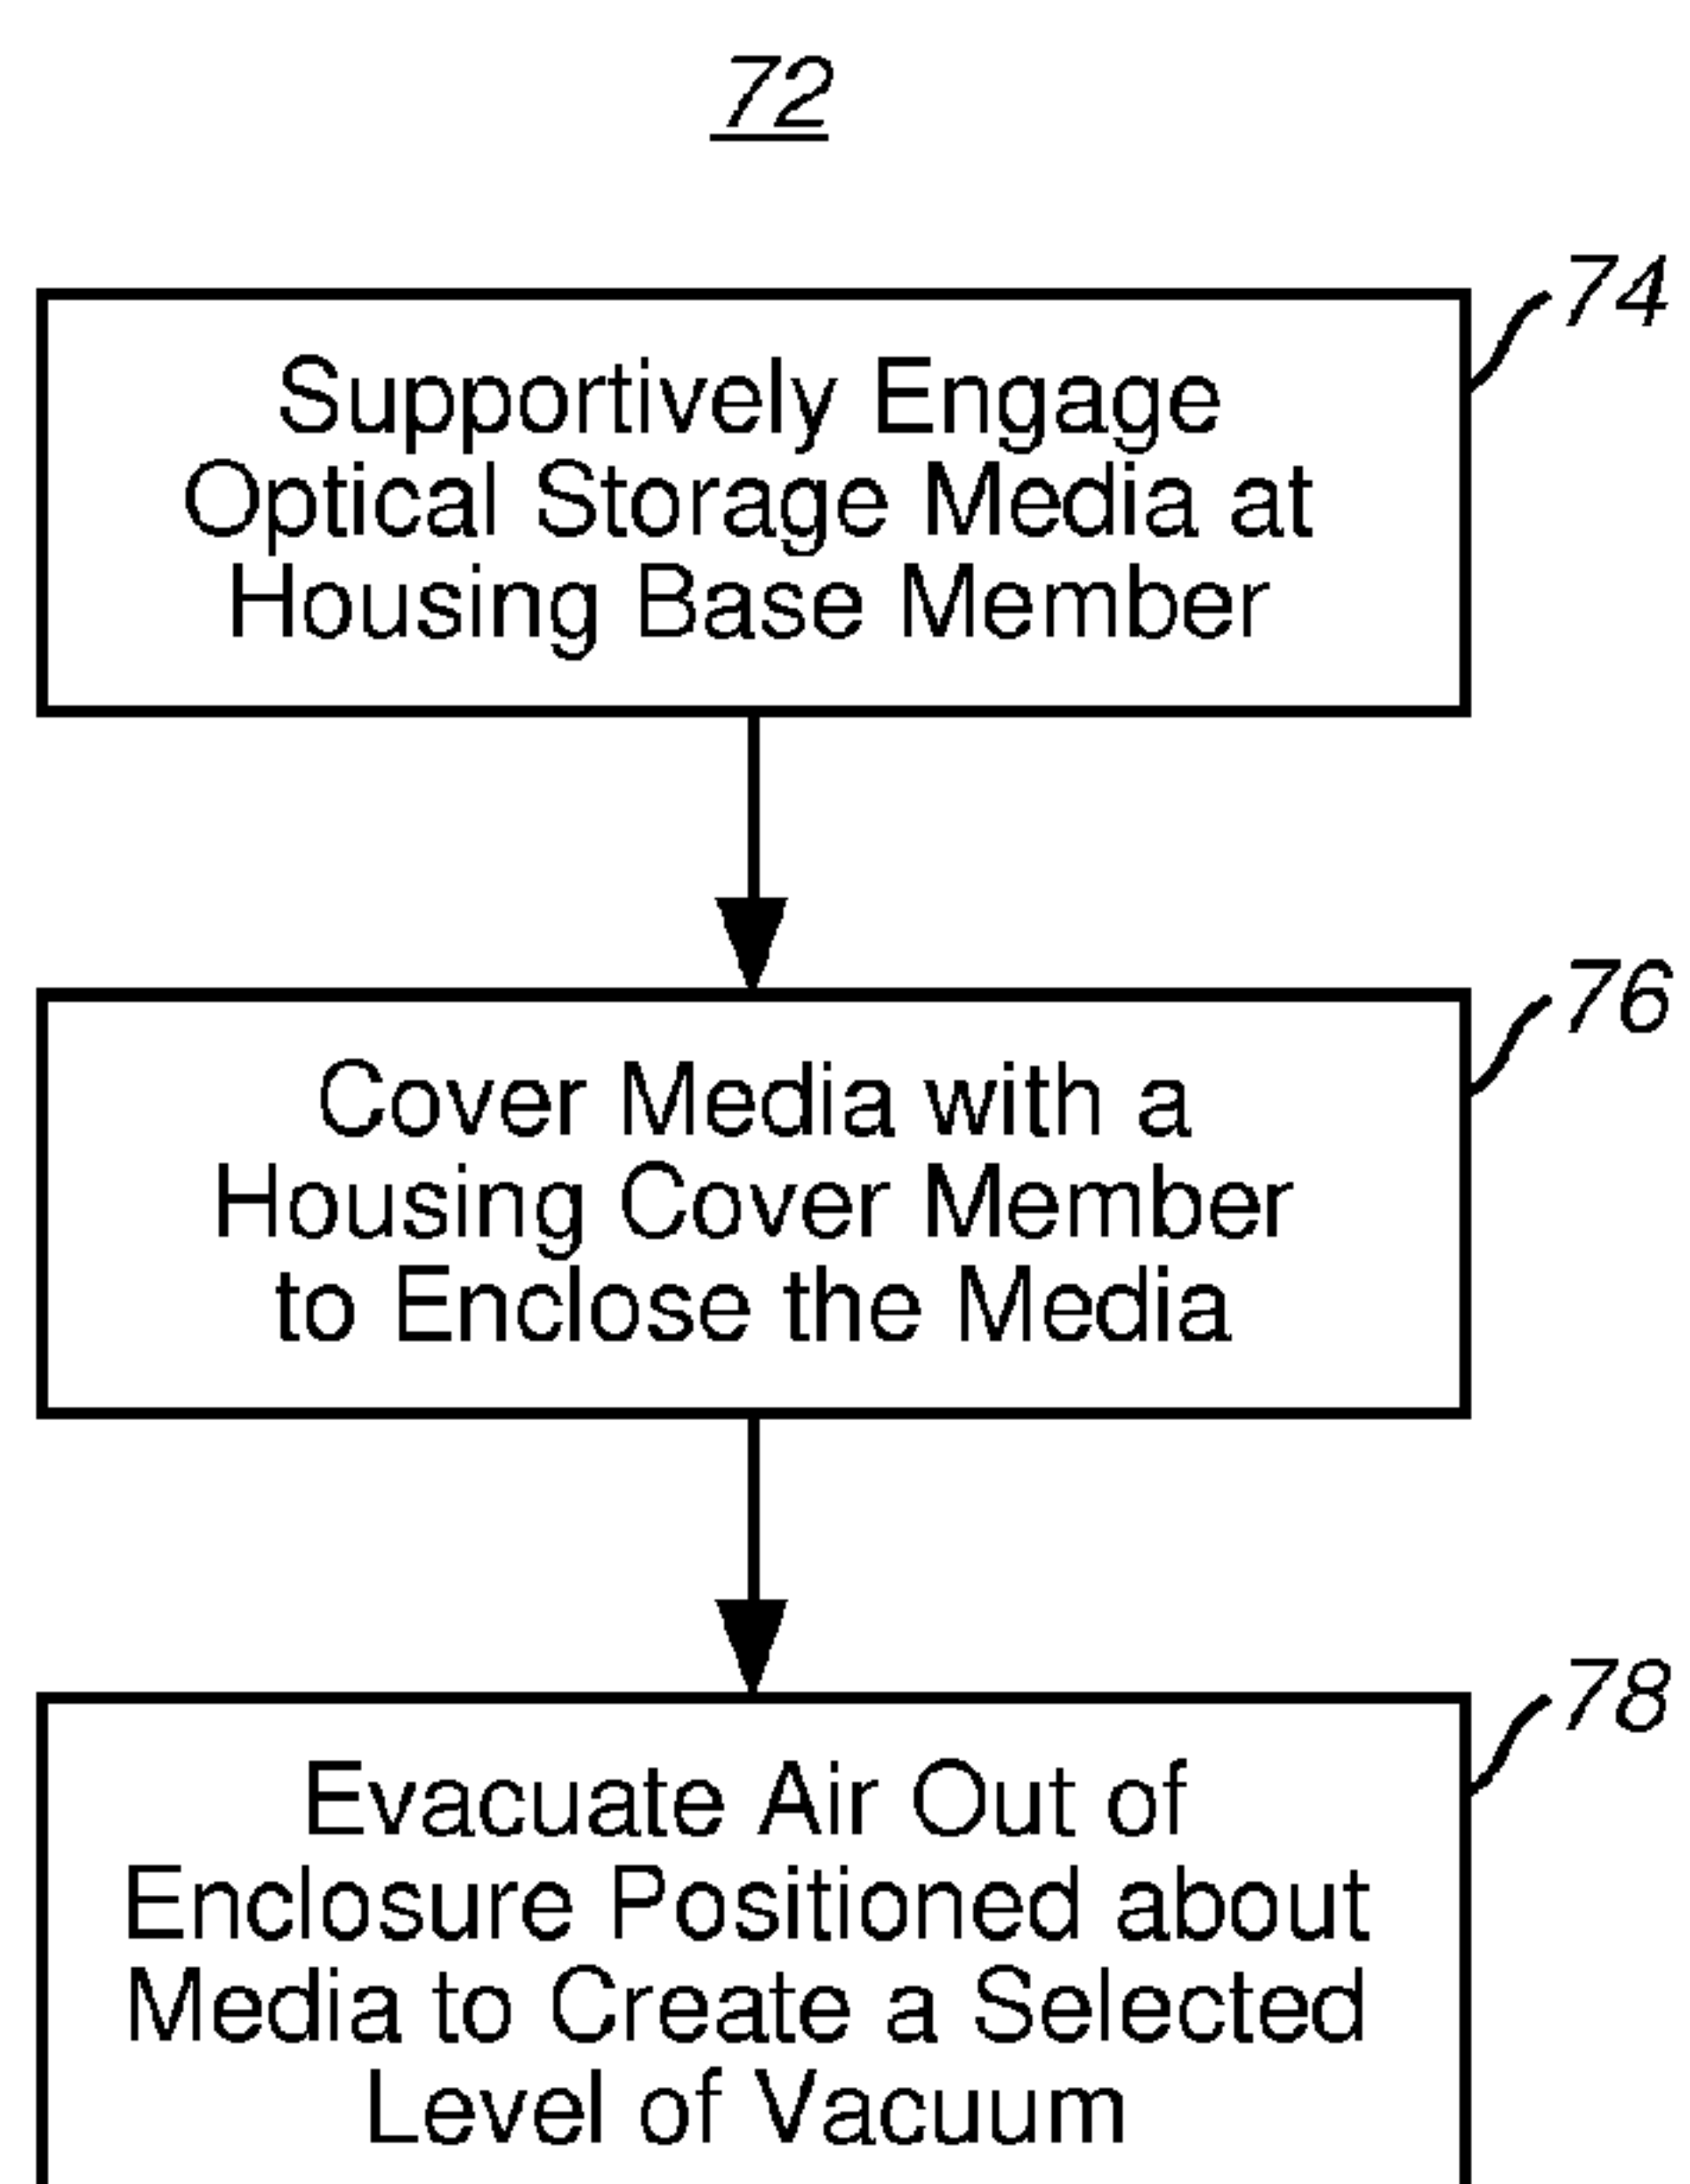 72
74
Supportively Engage
Optical Storage Media at
Housing Base Member
76
Cover Media with a
Housing Cover Member
to Enclose the Media
78
Evacuate Air Out of
Enclosure Positioned about
Media to Create a Selected
Level of Vacuum